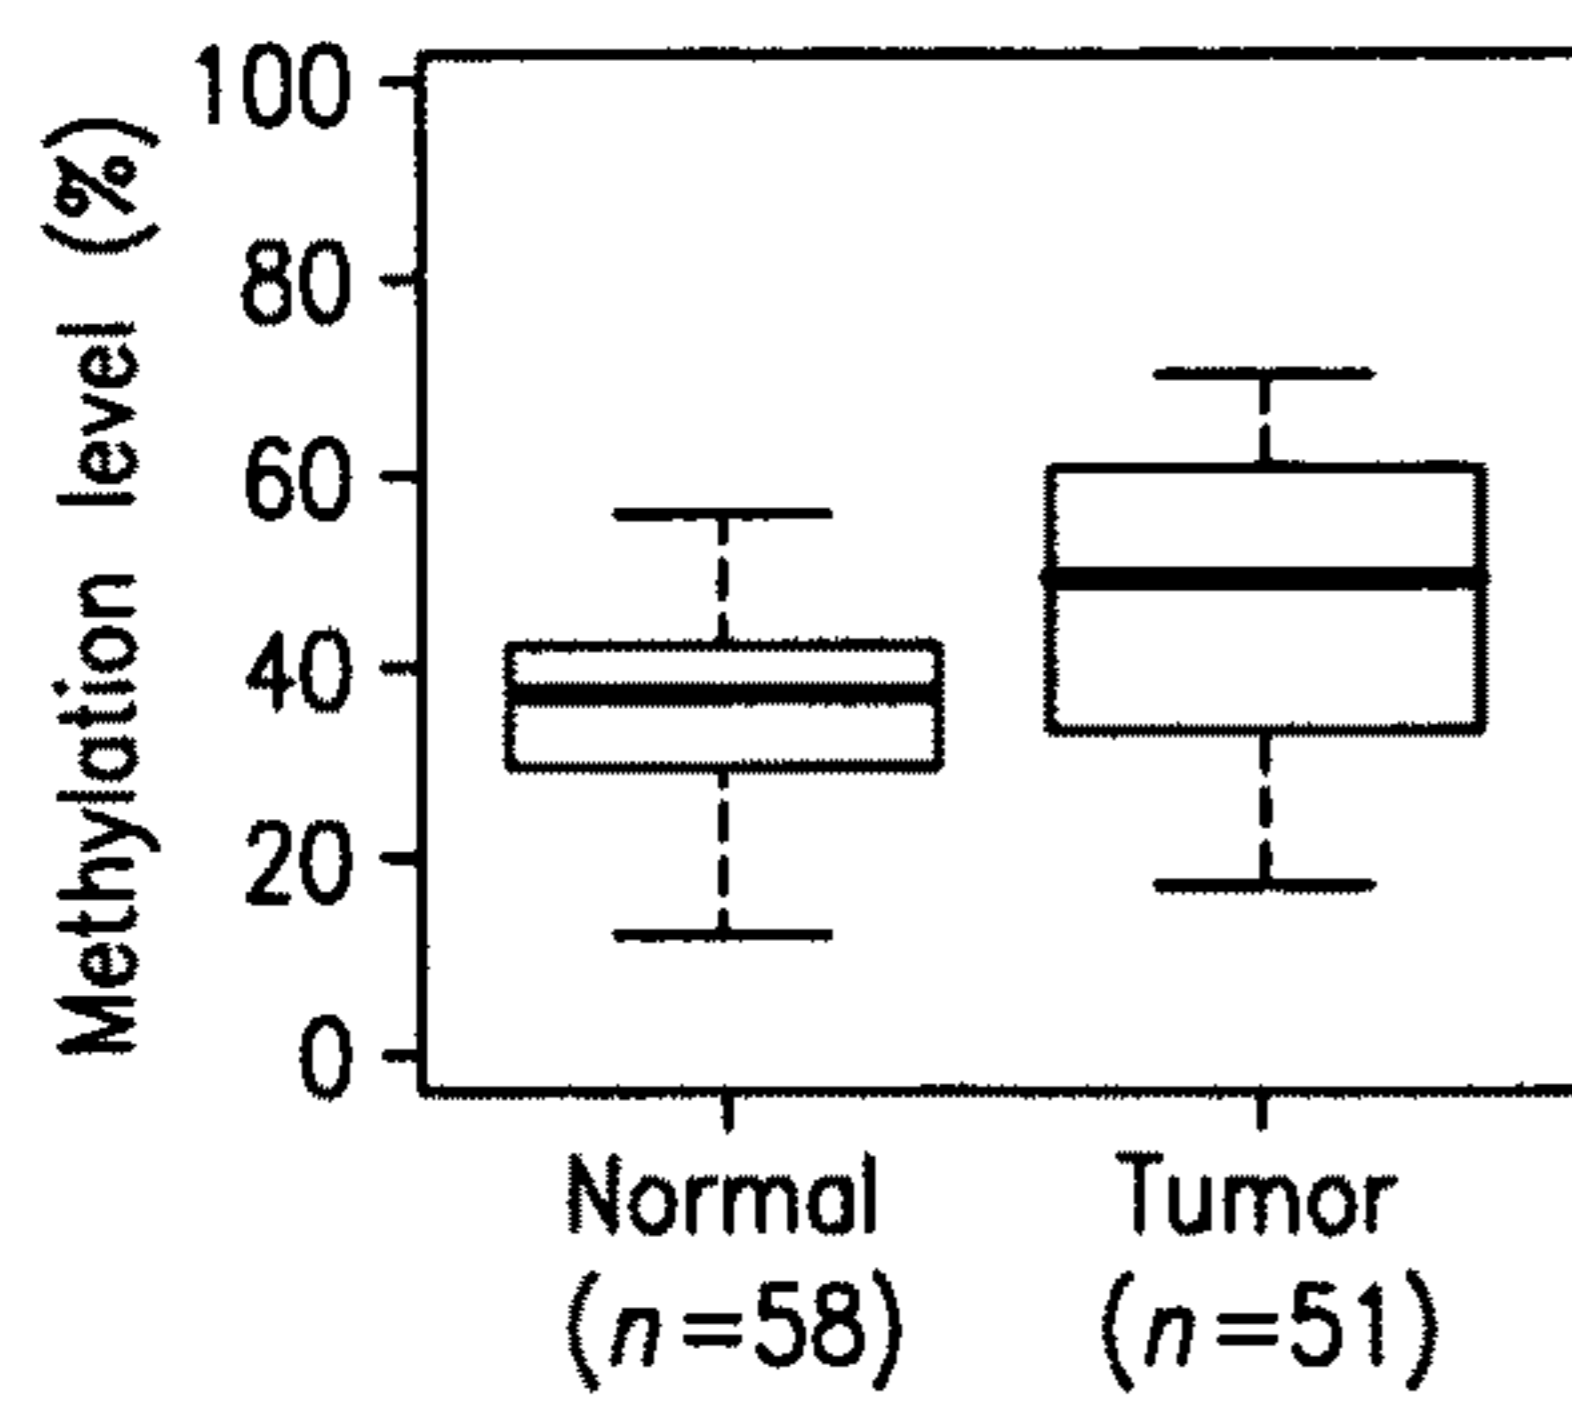 Methylation level (%)
100
80
60
40
20
0
Normal
(n=58)
Tumor
(n=51)